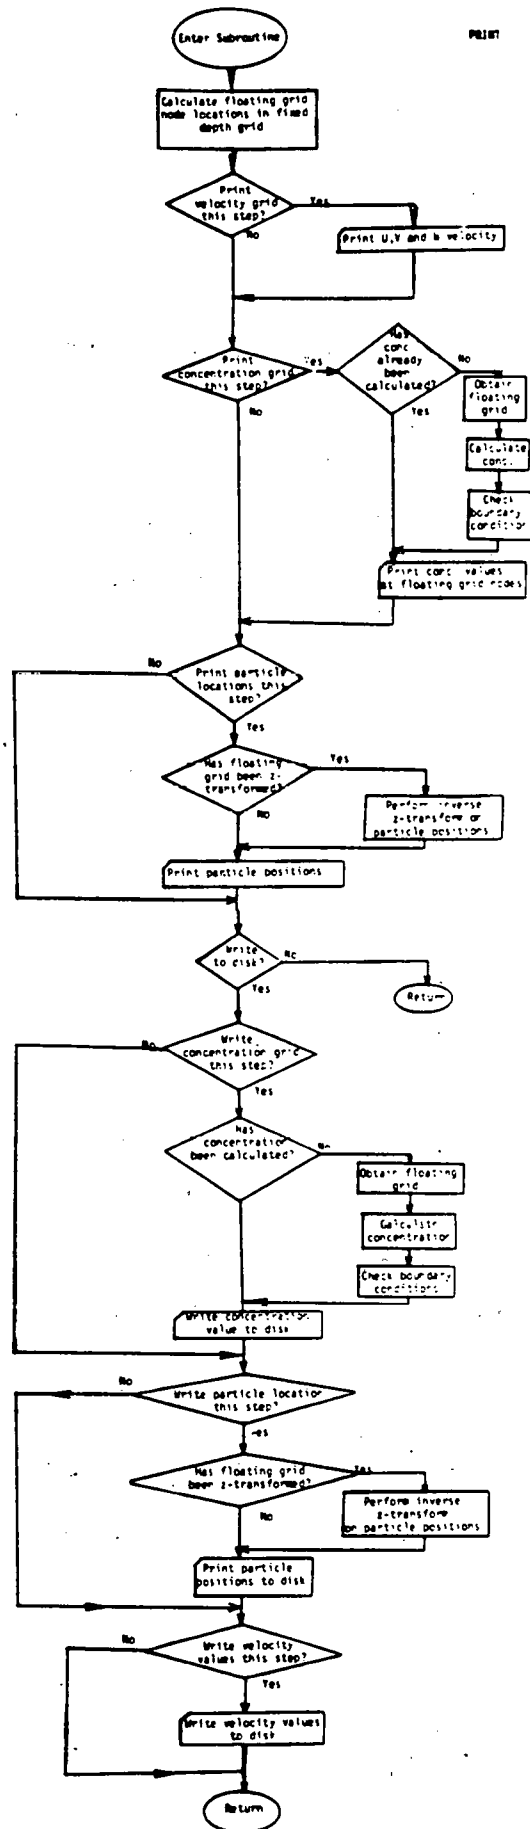 PRINT
Enter Subroutine
Calculate floating grid
node locations in fixed
depth grid
Print
velocity grid
this step?
Yes
No
Print U,V and W velocity
Print
concentration grid
this step?
Yes
No
Has
conc
already
been
calculated?
No
Yes
Obtain
floating
grid
Calculate
conc.
Check
boundary
condition
Print conc. values
at floating grid nodes
Print particle
locations this
step?
No
Yes
Has floating
grid been z-
transformed?
Yes
No
Perform inverse
z-transform on
particle positions
Print particle positions
Write
to disk?
No
Yes
Return
Write
concentration grid
this step?
No
Yes
Has
concentration
been calculated?
No
Obtain floating
grid
Calculate
concentration
Check boundary
conditions
Write concentration
value to disk
Write particle location
this step?
No
Yes
Has floating grid
been z-transformed?
Yes
No
Perform inverse
z-transform
on particle positions
Print particle
positions to disk
Write velocity
values this step?
No
Yes
Write velocity values
to disk
Return